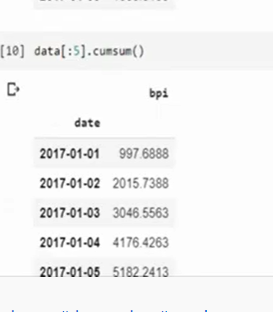 [10] data[:5].cumsum()
bpi
date
2017-01-01 997.6888
2017-01-02 2015.7388
2017-01-03 3046.5563
2017-01-04 4176.4263
2017-01-05 5182.2413